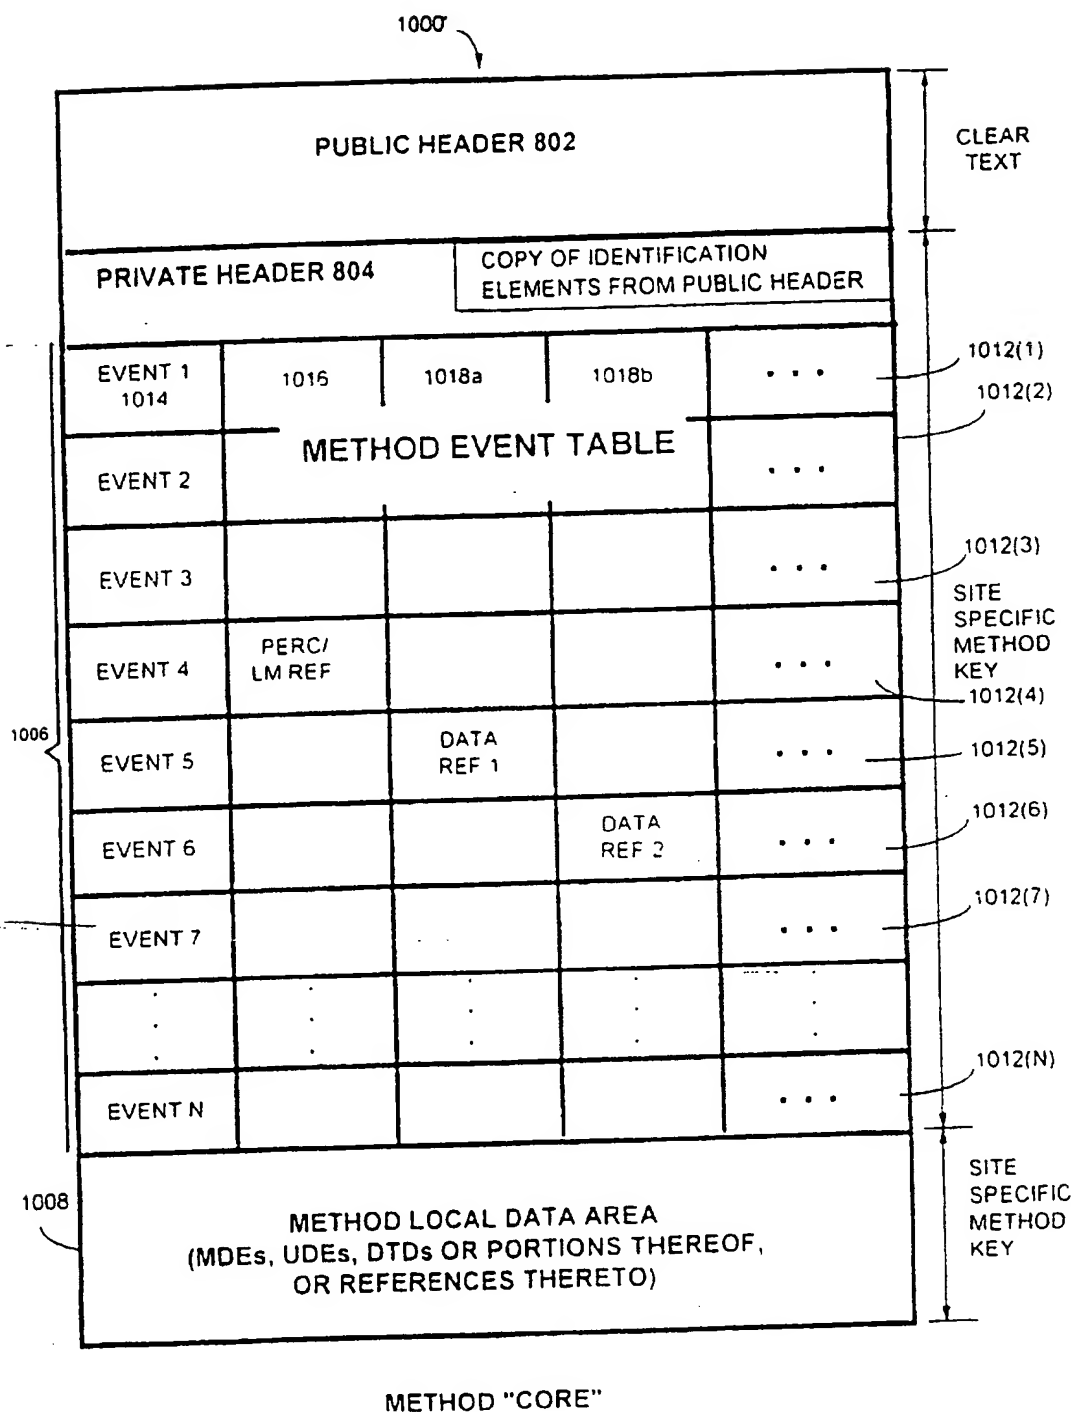 1000
PUBLIC HEADER 802
CLEAR
TEXT
PRIVATE HEADER 804
COPY OF IDENTIFICATION
ELEMENTS FROM PUBLIC HEADER
EVENT 1
1014
1016
1018a
1018b
• • •
1012(1)
1012(2)
METHOD EVENT TABLE
EVENT 2
• • •
EVENT 3
• • •
1012(3)
SITE
SPECIFIC
METHOD
KEY
EVENT 4
PERC/
LM REF
• • •
1012(4)
1006
EVENT 5
DATA
REF 1
• • •
1012(5)
EVENT 6
DATA
REF 2
• • •
1012(6)
EVENT 7
• • •
1012(7)
EVENT N
• • •
1012(N)
1008
METHOD LOCAL DATA AREA
(MDEs, UDEs, DTDs OR PORTIONS THEREOF,
OR REFERENCES THERETO)
SITE
SPECIFIC
METHOD
KEY
METHOD "CORE"